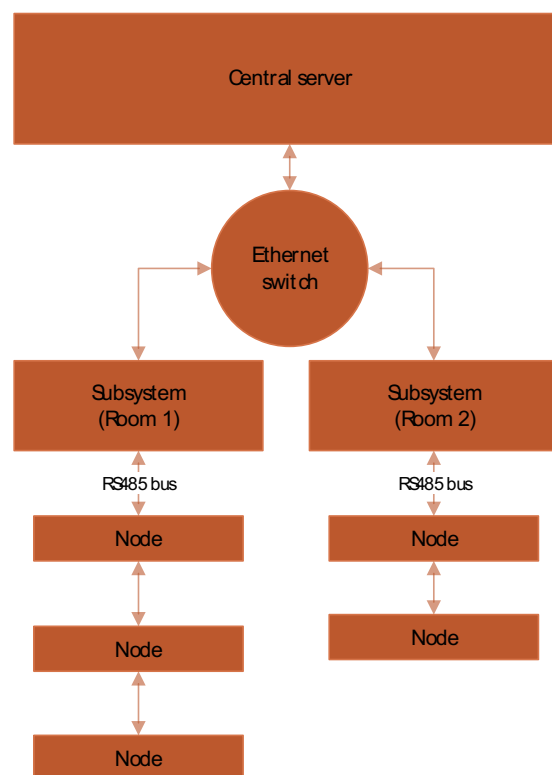 Central server
Ethernet
switch
Subsystem
(Room 1)
Subsystem
(Room 2)
RS485 bus
RS485 bus
Node
Node
Node
Node
Node